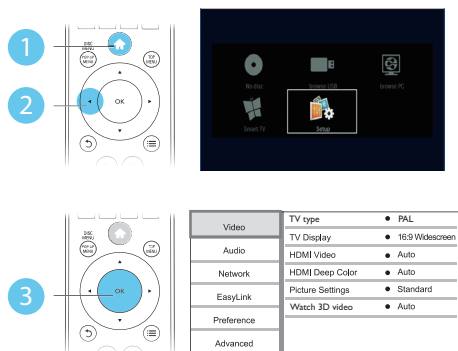 1
DISC MENU
POP-UP MENU
TOP MENU
2
OK
No disc
browse USB
browse PC
Smart TV
Setup
DISC MENU
POP-UP MENU
TOP MENU
3
OK
Video
Audio
Network
EasyLink
Preference
Advanced
TV type ● PAL
TV Display ● 16:9 Widescreen
HDMI Video ● Auto
HDMI Deep Color ● Auto
Picture Settings ● Standard
Watch 3D video ● Auto